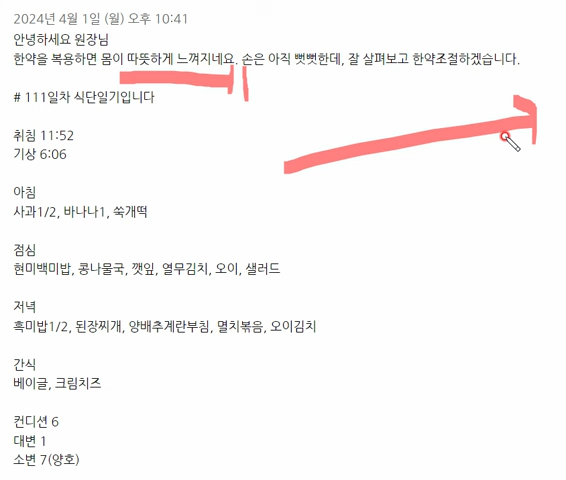 2024년 4월 1일 (월) 오후 10:41
안녕하세요 원장님
한약을 복용하면 몸이 따뜻하게 느껴지네요. 손은 아직 뻣뻣한데, 잘 살펴보고 한약조절하겠습니다.
# 111일차 식단일기입니다
취침 11:52
기상 6:06
아침
사과1/2, 바나나1, 쑥개떡
점심
현미백미밥, 콩나물국, 깻잎, 열무김치, 오이, 샐러드
저녁
흑미밥1/2, 된장찌개, 양배추계란부침, 멸치볶음, 오이김치
간식
베이글, 크림치즈
컨디션 6
대변 1
소변 7(양호)